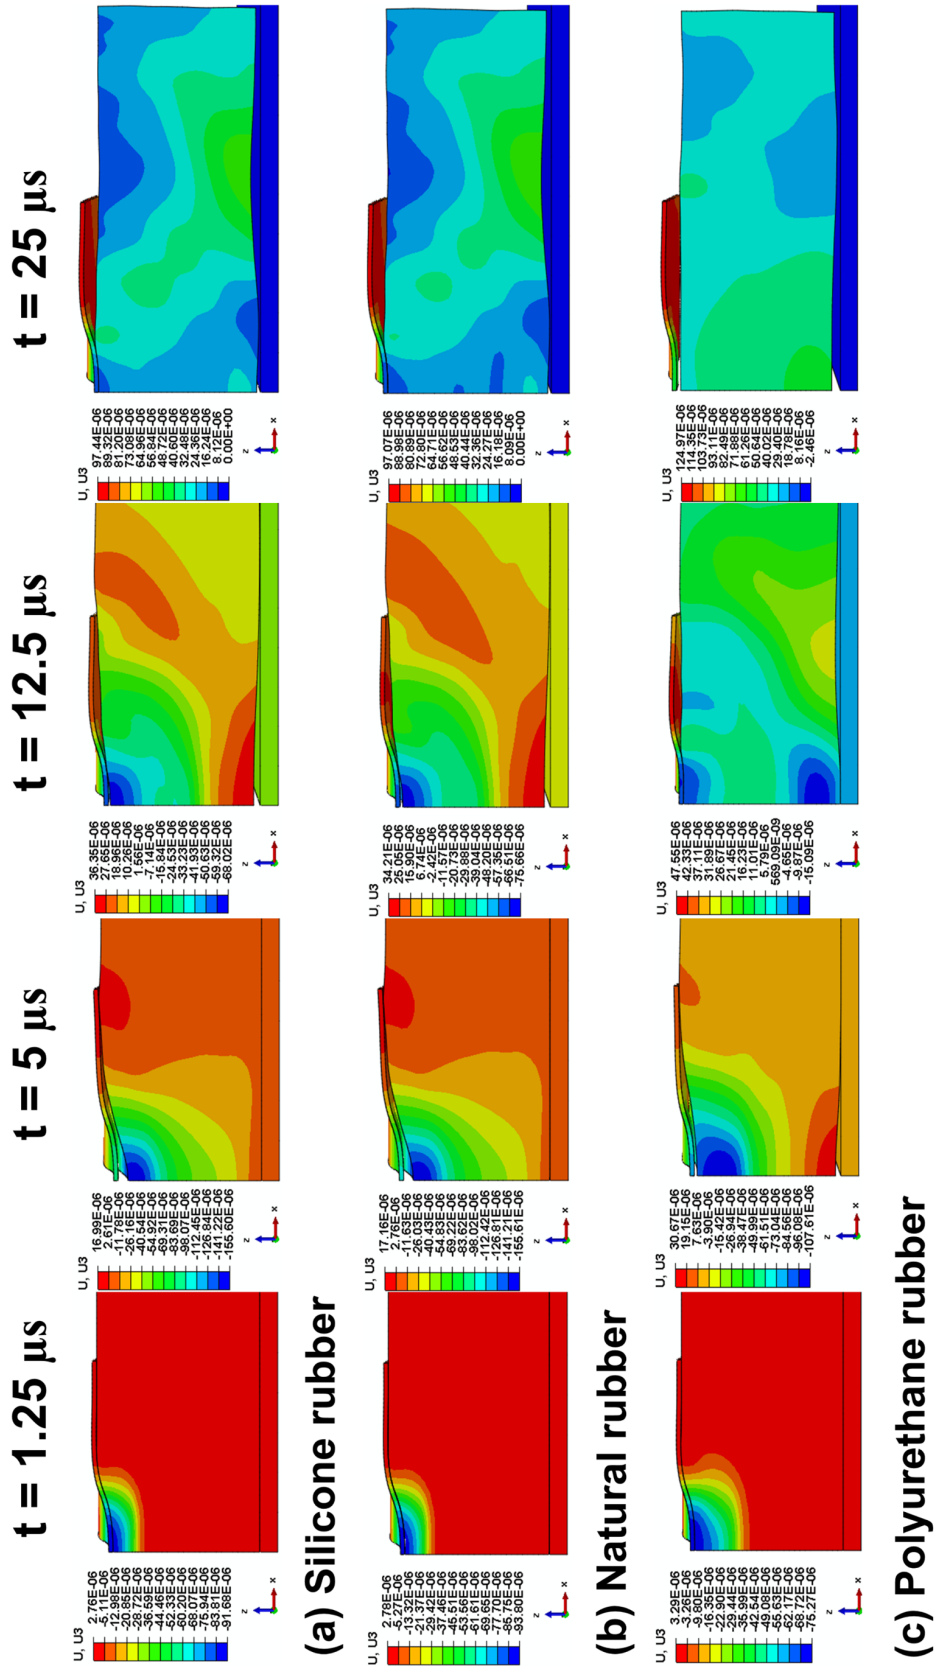 t = 1.25 µs
t = 5 µs
t = 12.5 µs
t = 25 µs
U, U3
2.76E-06
-5.11E-06
-12.98E-06
-20.85E-06
-28.72E-06
-36.59E-06
-44.46E-06
-52.33E-06
-60.20E-06
-68.07E-06
-75.94E-06
-83.81E-06
-91.68E-06
z
x
U, U3
16.99E-06
2.61E-06
-11.78E-06
-26.16E-06
-40.54E-06
-54.92E-06
-69.31E-06
-83.69E-06
-98.07E-06
-112.45E-06
-126.84E-06
-141.22E-06
-155.60E-06
z
x
U, U3
36.35E-06
27.65E-06
18.96E-06
10.26E-06
1.56E-06
-7.14E-06
-15.84E-06
-24.53E-06
-33.23E-06
-41.93E-06
-50.63E-06
-59.32E-06
-68.02E-06
z
x
U, U3
97.44E-06
89.32E-06
81.20E-06
73.08E-06
64.96E-06
56.84E-06
48.72E-06
40.60E-06
32.48E-06
24.36E-06
16.24E-06
8.12E-06
0.00E+00
z
x
(a) Silicone rubber
U, U3
2.78E-06
-5.27E-06
-13.32E-06
-21.37E-06
-29.42E-06
-37.46E-06
-45.51E-06
-53.56E-06
-61.61E-06
-69.65E-06
-77.70E-06
-85.75E-06
-93.80E-06
z
x
U, U3
17.16E-06
2.76E-06
-11.63E-06
-26.03E-06
-40.43E-06
-54.83E-06
-69.22E-06
-83.62E-06
-98.02E-06
-112.42E-06
-126.81E-06
-141.21E-06
-155.61E-06
z
x
U, U3
34.21E-06
25.05E-06
15.90E-06
6.74E-06
-2.42E-06
-11.57E-06
-20.73E-06
-29.88E-06
-39.04E-06
-48.20E-06
-57.35E-06
-66.51E-06
-75.66E-06
z
x
U, U3
97.07E-06
88.98E-06
80.89E-06
72.80E-06
64.71E-06
56.62E-06
48.53E-06
40.44E-06
32.36E-06
24.27E-06
16.18E-06
8.09E-06
0.00E+00
z
x
(b) Natural rubber
U, U3
3.29E-06
-3.26E-06
-9.80E-06
-16.35E-06
-22.90E-06
-29.44E-06
-35.99E-06
-42.54E-06
-49.08E-06
-55.63E-06
-62.17E-06
-68.72E-06
-75.27E-06
z
x
U, U3
30.67E-06
19.15E-06
7.63E-06
-3.90E-06
-15.42E-06
-26.94E-06
-38.47E-06
-49.99E-06
-61.51E-06
-73.04E-06
-84.56E-06
-96.08E-06
-107.61E-06
z
x
U, U3
47.55E-06
42.33E-06
37.11E-06
31.89E-06
26.67E-06
21.45E-06
16.23E-06
11.01E-06
5.79E-06
569.09E-09
-4.65E-06
-9.87E-06
-15.09E-06
z
x
U, U3
124.97E-06
114.35E-06
103.73E-06
93.11E-06
82.49E-06
71.88E-06
61.26E-06
50.64E-06
40.02E-06
29.40E-06
18.78E-06
8.16E-06
-2.46E-06
z
x
(c) Polyurethane rubber